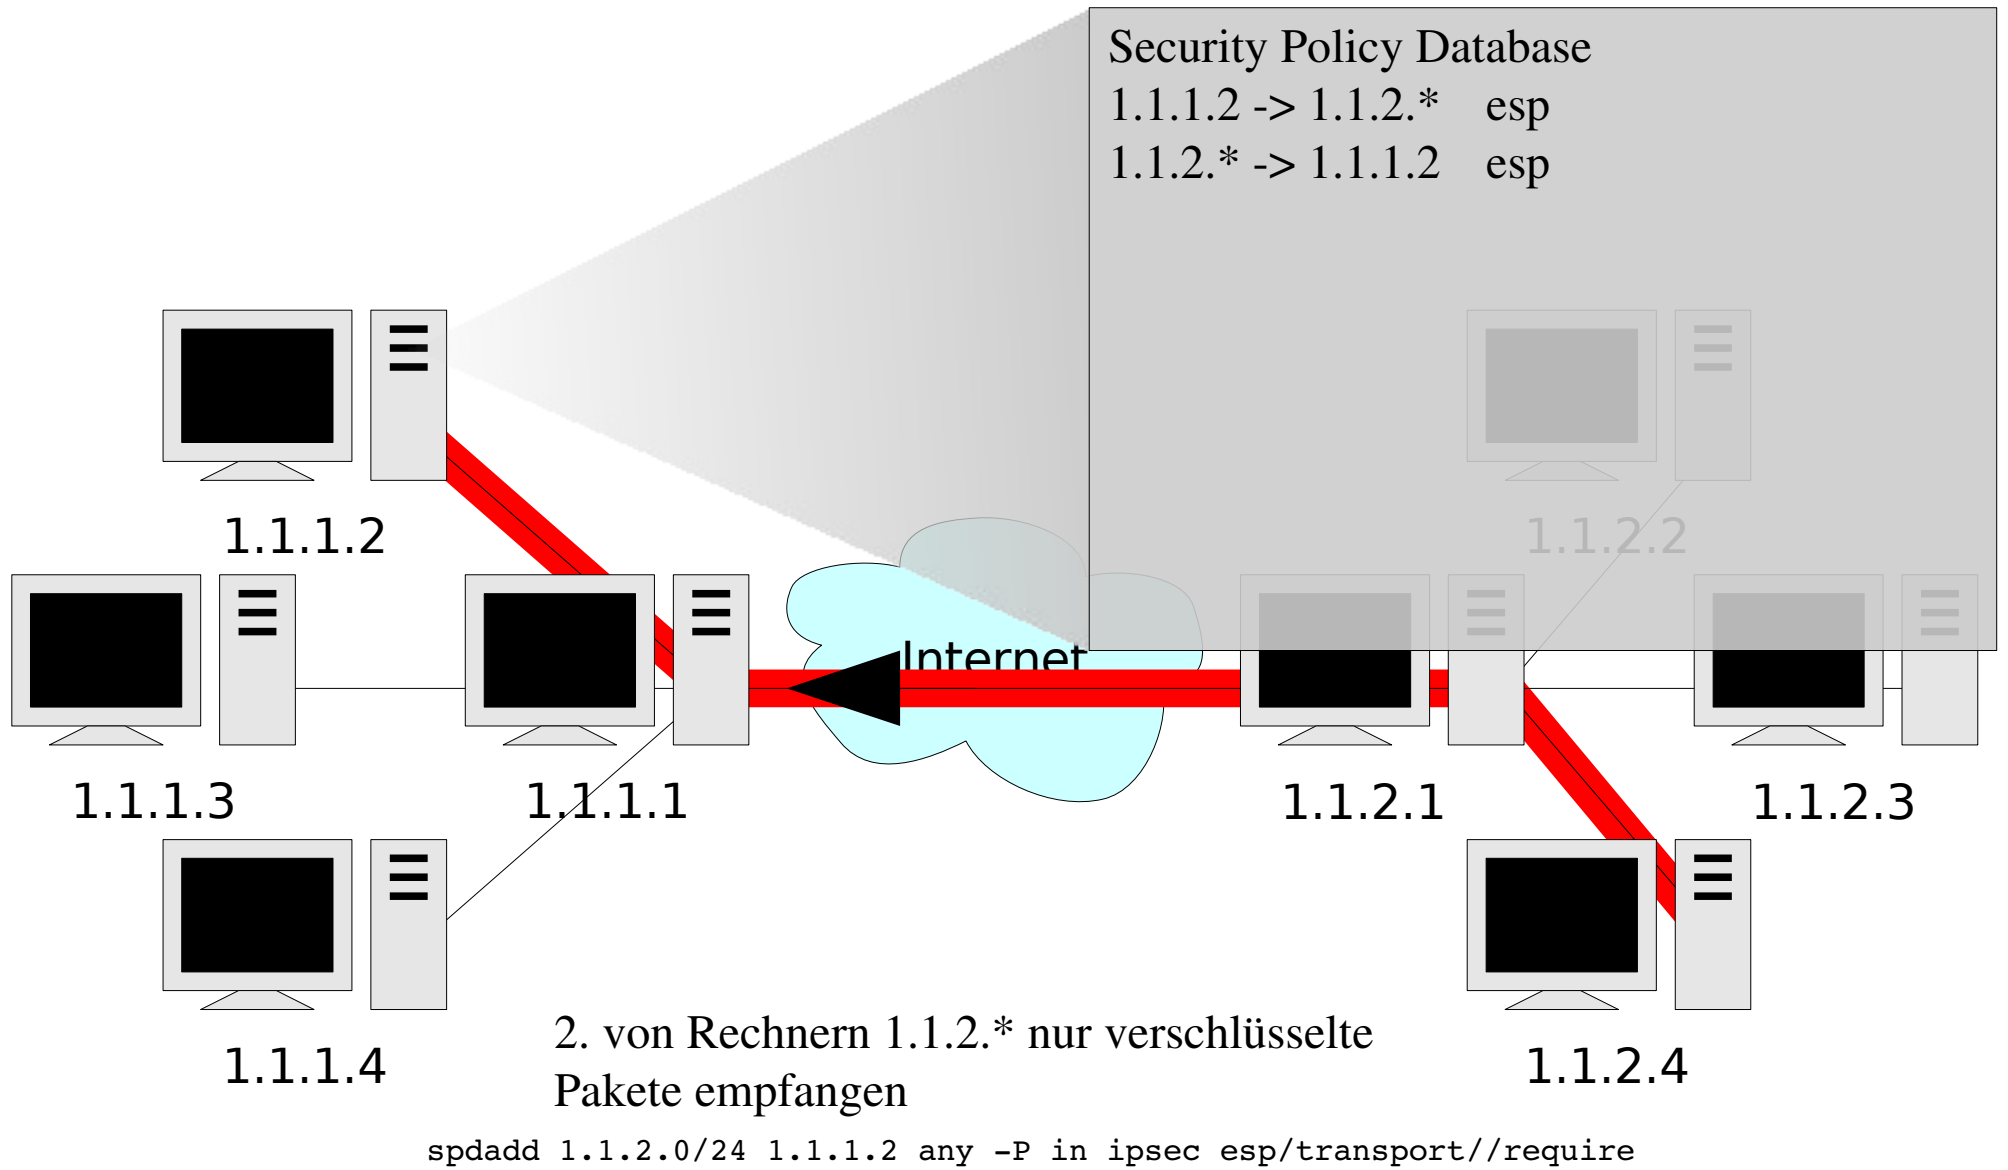 Security Policy Database
1.1.1.2 -> 1.1.2.* esp
1.1.2.* -> 1.1.1.2 esp
1.1.1.2
1.1.2.2
Internet
1.1.1.3
1.1.1.1
1.1.2.1
1.1.2.3
1.1.1.4
1.1.2.4
2. von Rechnern 1.1.2.* nur verschlüsselte
Pakete empfangen
spdadd 1.1.2.0/24 1.1.1.2 any -P in ipsec esp/transport//require